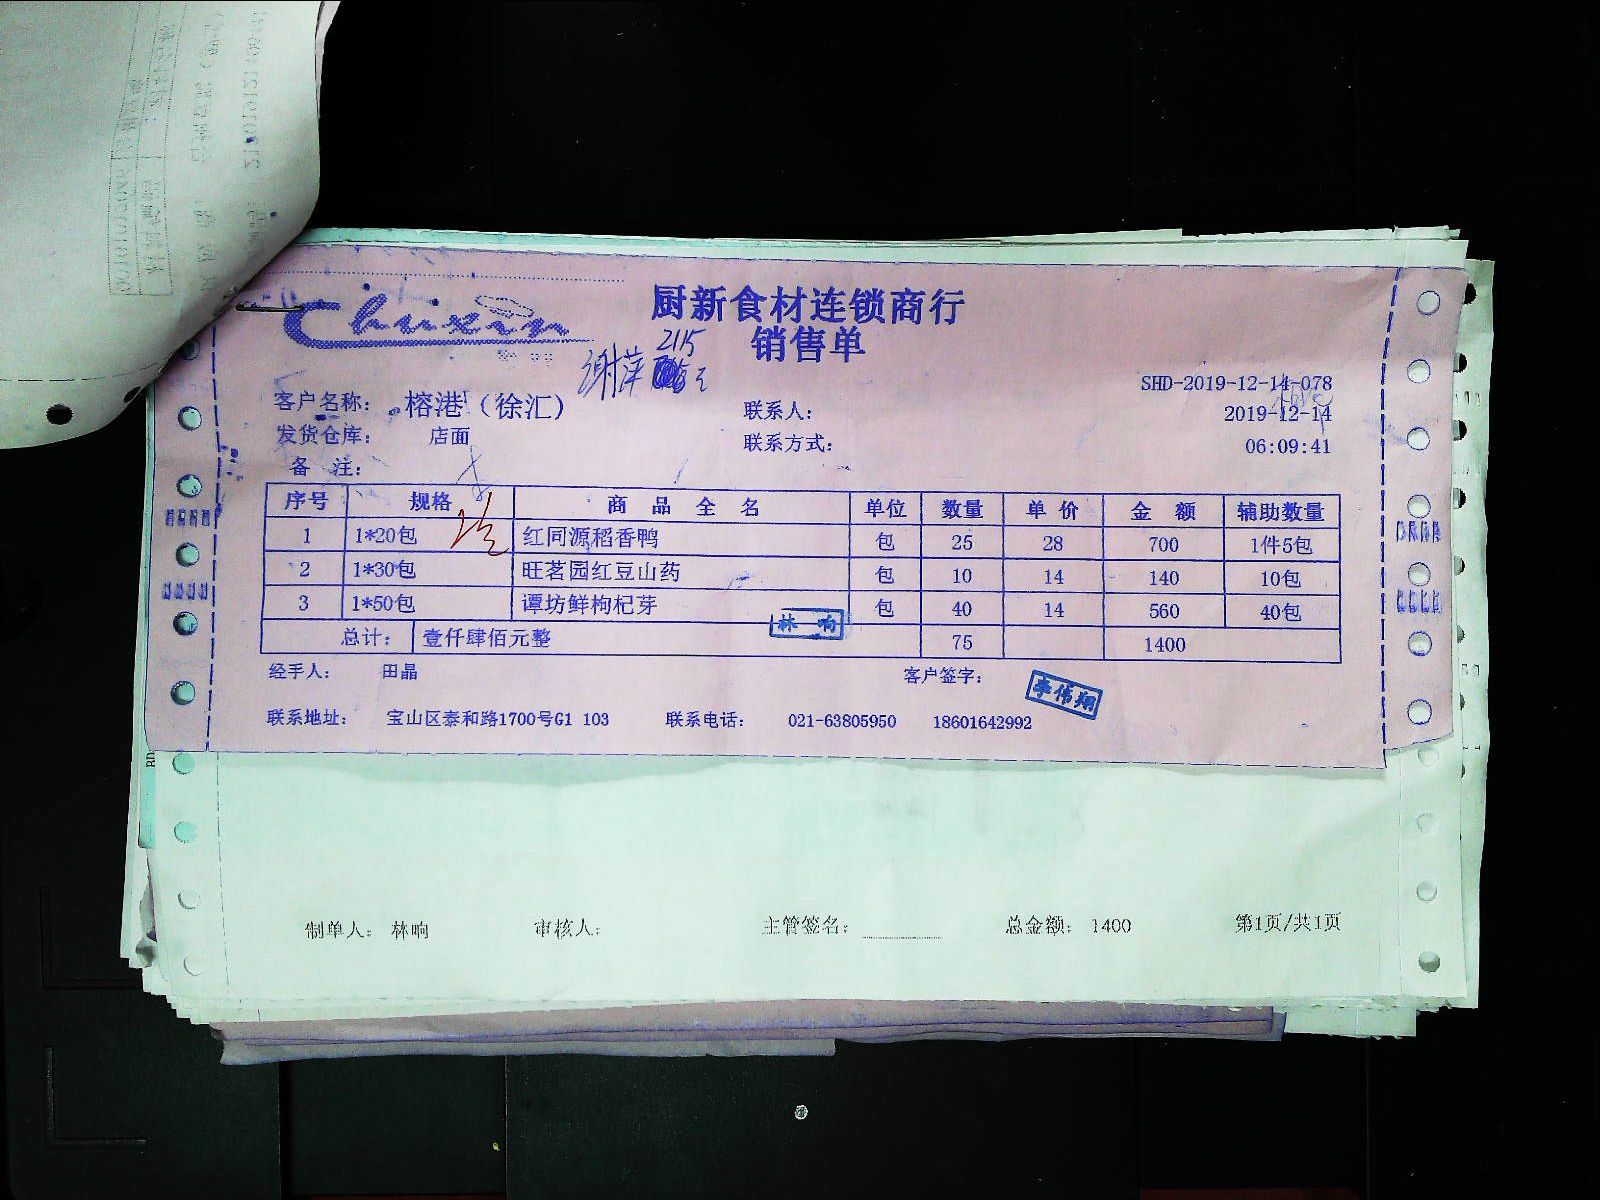 Chuxin
厨新食材连锁商行
销售单
2115
谢萍
SHD-2019-12-14-078
客户名称： 榕港（徐汇） 联系人： 2019-12-14
发货仓库： 店面 联系方式： 06:09:41
备 注：
序号 规格 商 品 全 名 单位 数量 单 价 金 额 辅助数量
1 1*20包 红同源稻香鸭 包 25 28 700 1件5包
2 1*30包 旺茗园红豆山药 包 10 14 140 10包
3 1*50包 谭坊鲜枸杞芽 包 40 14 560 40包
林 响
总计： 壹仟肆佰元整 75 1400
经手人： 田晶 客户签字： 李伟翔
联系地址： 宝山区泰和路1700号G1 103 联系电话： 021-63805950 18601642992
制单人： 林响 审核人： 主管签名： 总金额： 1400 第1页/共1页